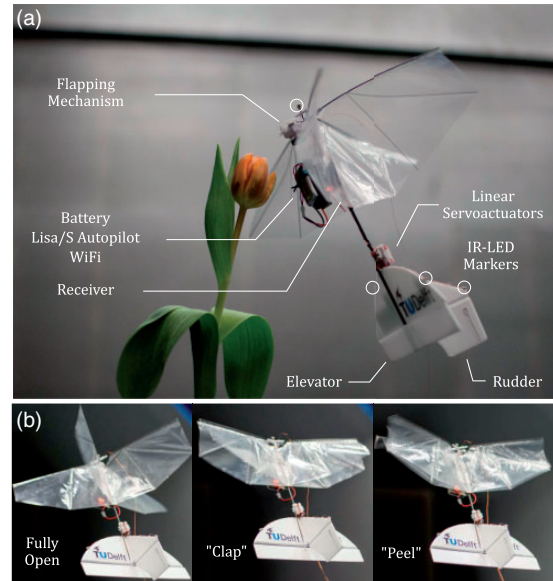 (a)
Flapping
Mechanism
Battery
Lisa/S Autopilot
WiFi
Receiver
Linear
Servoactuators
IR-LED
Markers
TUDelft
Elevator
Rudder
(b)
Fully
Open
TUDelft
"Clap"
TUDelft
"Peel"
TUDelft